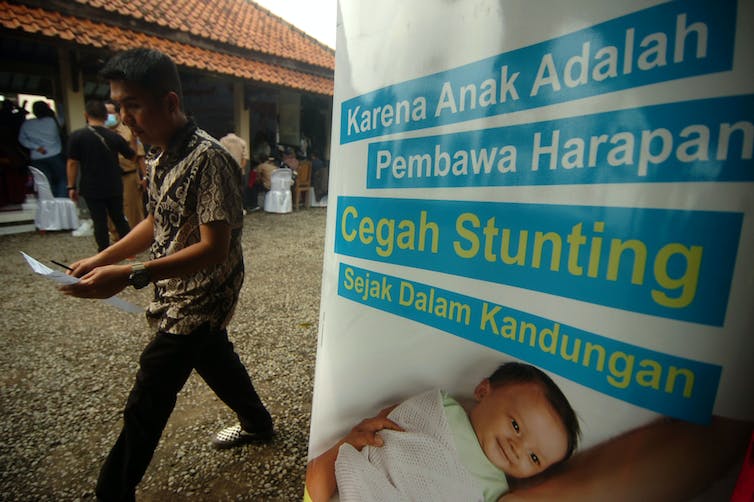 Karena Anak Adalah
Pembawa Harapan
Cegah Stunting
Sejak Dalam Kandungan